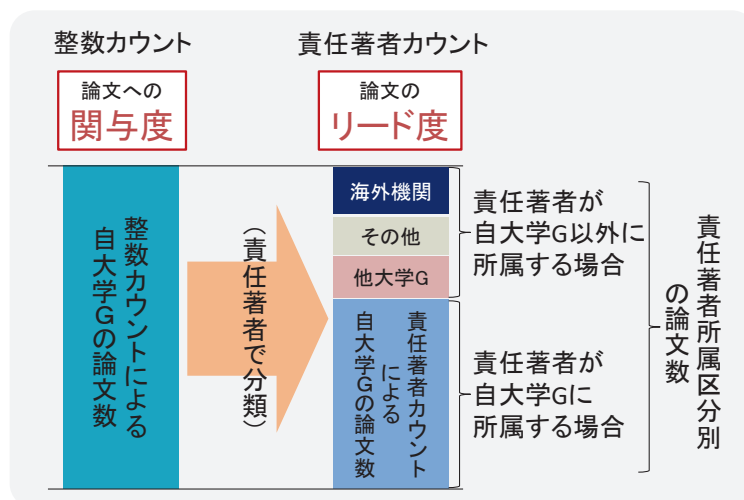 整数カウント
責任著者カウント
論文への
関与度
論文の
リード度
整数カウントによる
自大学Gの論文数
(責任著者で分類)
海外機関
その他
他大学G
責任著者カウント
による
自大学Gの論文数
責任著者が
自大学G以外に
所属する場合
責任著者が
自大学Gに
所属する場合
責任著者所属区分別
の論文数